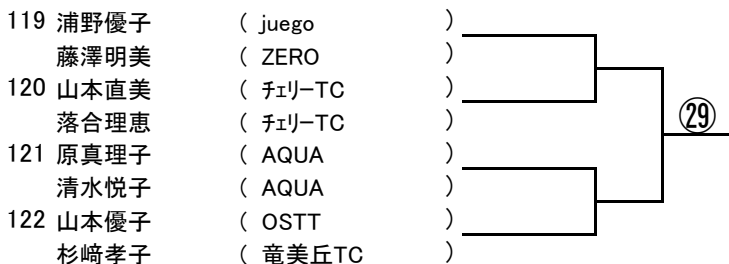 119 浦野優子 ( juego )
藤澤明美 ( ZERO )
120 山本直美 ( ﾁｪﾘｰTC )
落合理恵 ( ﾁｪﾘｰTC )
㉙
121 原真理子 ( AQUA )
清水悦子 ( AQUA )
122 山本優子 ( OSTT )
杉﨑孝子 ( 竜美丘TC )